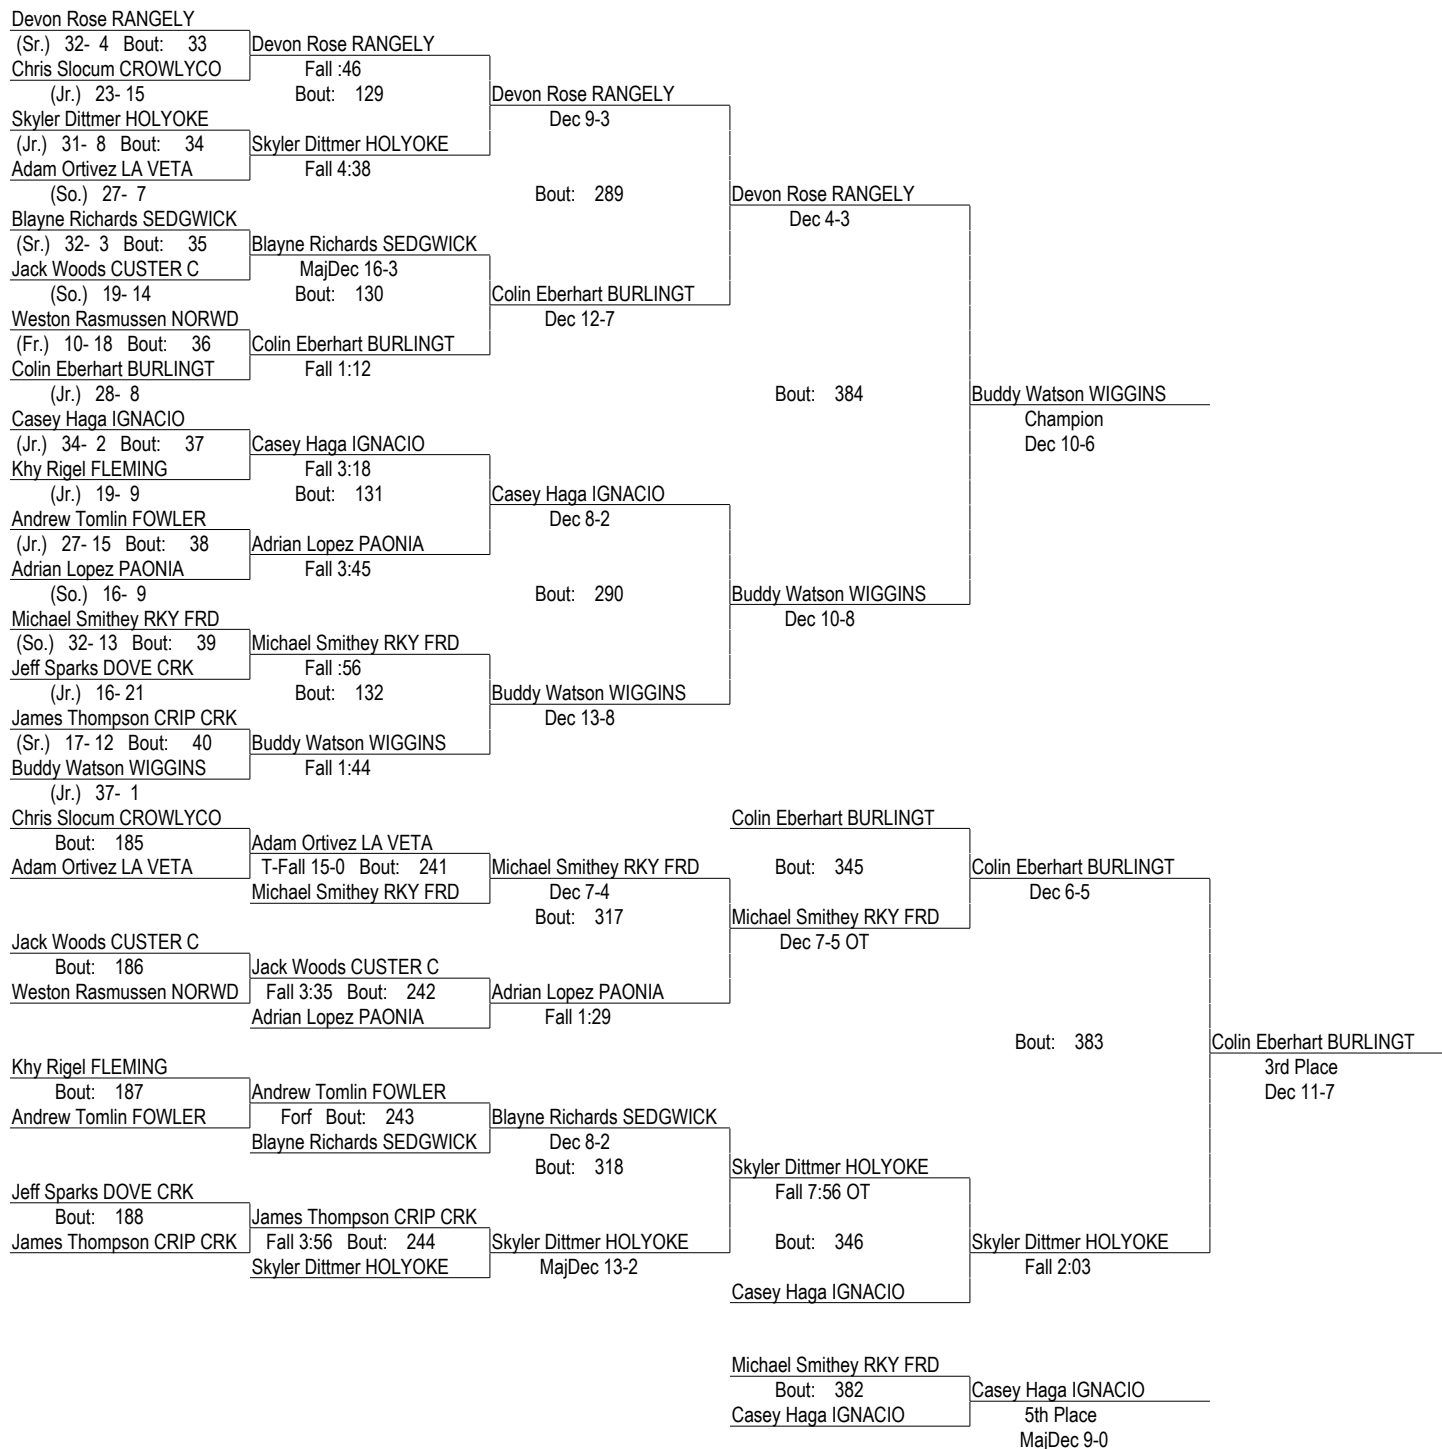 Devon Rose RANGELY
(Sr.) 32- 4 Bout: 33 Devon Rose RANGELY
Chris Slocum CROWLYCO Fall :46
(Jr.) 23- 15 Bout: 129 Devon Rose RANGELY
Skyler Dittmer HOLYOKE Dec 9-3
(Jr.) 31- 8 Bout: 34 Skyler Dittmer HOLYOKE
Adam Ortivez LA VETA Fall 4:38
(So.) 27- 7 Bout: 289 Devon Rose RANGELY
Blayne Richards SEDGWICK Dec 4-3
(Sr.) 32- 3 Bout: 35 Blayne Richards SEDGWICK
Jack Woods CUSTER C MajDec 16-3
(So.) 19- 14 Bout: 130 Colin Eberhart BURLINGT
Weston Rasmussen NORWD Dec 12-7
(Fr.) 10- 18 Bout: 36 Colin Eberhart BURLINGT
Colin Eberhart BURLINGT Fall 1:12
(Jr.) 28- 8 Bout: 384 Buddy Watson WIGGINS
Casey Haga IGNACIO Champion
(Jr.) 34- 2 Bout: 37 Casey Haga IGNACIO Dec 10-6
Khy Rigel FLEMING Fall 3:18
(Jr.) 19- 9 Bout: 131 Casey Haga IGNACIO
Andrew Tomlin FOWLER Dec 8-2
(Jr.) 27- 15 Bout: 38 Adrian Lopez PAONIA
Adrian Lopez PAONIA Fall 3:45
(So.) 16- 9 Bout: 290 Buddy Watson WIGGINS
Michael Smithey RKY FRD Dec 10-8
(So.) 32- 13 Bout: 39 Michael Smithey RKY FRD
Jeff Sparks DOVE CRK Fall :56
(Jr.) 16- 21 Bout: 132 Buddy Watson WIGGINS
James Thompson CRIP CRK Dec 13-8
(Sr.) 17- 12 Bout: 40 Buddy Watson WIGGINS
Buddy Watson WIGGINS Fall 1:44
(Jr.) 37- 1
Chris Slocum CROWLYCO Colin Eberhart BURLINGT
Bout: 185 Adam Ortivez LA VETA
Adam Ortivez LA VETA T-Fall 15-0 Bout: 241 Michael Smithey RKY FRD Bout: 345 Colin Eberhart BURLINGT
Michael Smithey RKY FRD Dec 7-4 Dec 6-5
Bout: 317 Michael Smithey RKY FRD
Jack Woods CUSTER C Dec 7-5 OT
Bout: 186 Jack Woods CUSTER C
Weston Rasmussen NORWD Fall 3:35 Bout: 242 Adrian Lopez PAONIA
Adrian Lopez PAONIA Fall 1:29
Bout: 383 Colin Eberhart BURLINGT
Khy Rigel FLEMING 3rd Place
Bout: 187 Andrew Tomlin FOWLER Dec 11-7
Andrew Tomlin FOWLER Forf Bout: 243 Blayne Richards SEDGWICK
Blayne Richards SEDGWICK Dec 8-2
Bout: 318 Skyler Dittmer HOLYOKE
Jeff Sparks DOVE CRK Fall 7:56 OT
Bout: 188 James Thompson CRIP CRK
James Thompson CRIP CRK Fall 3:56 Bout: 244 Skyler Dittmer HOLYOKE Bout: 346 Skyler Dittmer HOLYOKE
Skyler Dittmer HOLYOKE MajDec 13-2 Fall 2:03
Casey Haga IGNACIO
Michael Smithey RKY FRD
Bout: 382 Casey Haga IGNACIO
Casey Haga IGNACIO 5th Place
MajDec 9-0